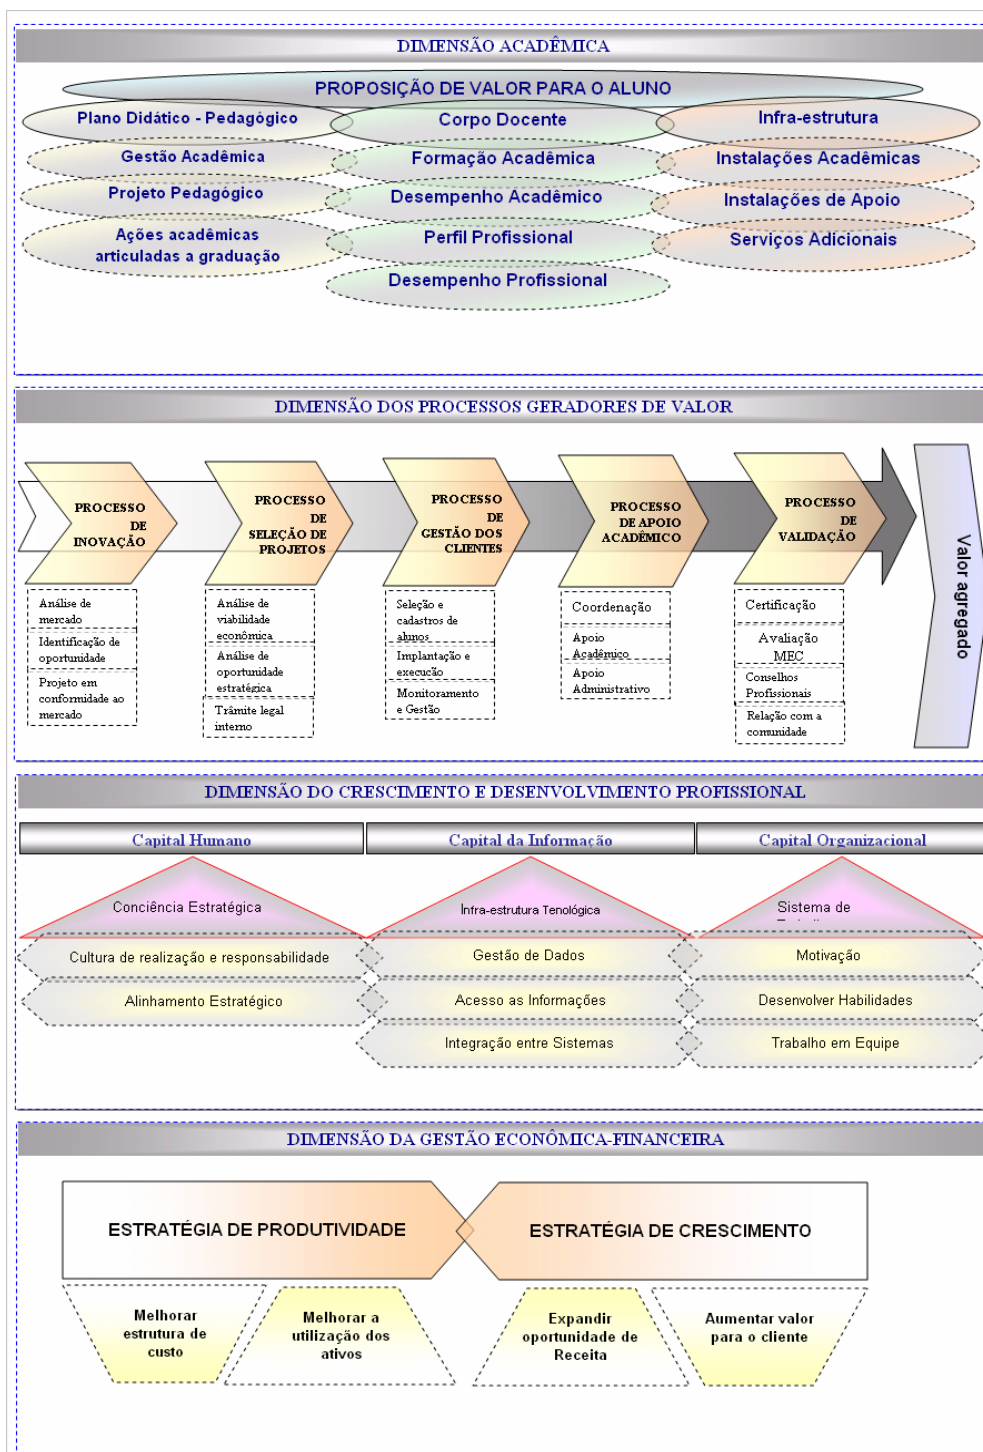 DIMENSÃO ACADÊMICA
PROPOSIÇÃO DE VALOR PARA O ALUNO
Plano Didático - Pedagógico
Corpo Docente
Infra-estrutura
Gestão Acadêmica
Formação Acadêmica
Instalações Acadêmicas
Projeto Pedagógico
Desempenho Acadêmico
Instalações de Apoio
Ações acadêmicas
articuladas a graduação
Perfil Profissional
Serviços Adicionais
Desempenho Profissional
DIMENSÃO DOS PROCESSOS GERADORES DE VALOR
PROCESSO
DE
INOVAÇÃO
PROCESSO
DE
SELEÇÃO DE
PROJETOS
PROCESSO
DE
GESTÃO DOS
CLIENTES
PROCESSO
DE APOIO
ACADÊMICO
PROCESSO
DE
VALIDAÇÃO
Valor agregado
Análise de
mercado
Identificação de
oportunidade
Projeto em
conformidade ao
mercado
Análise de
viabilidade
econômica
Análise de
oportunidade
estratégica
Trâmite legal
interno
Seleção e
cadastros de
alunos
Implantação e
execução
Monitoramento
e Gestão
Coordenação
Apoio
Acadêmico
Apoio
Administrativo
Certificação
Avaliação
MEC
Conselhos
Profissionais
Relação com a
comunidade
DIMENSÃO DO CRESCIMENTO E DESENVOLVIMENTO PROFISSIONAL
Capital Humano
Capital da Informação
Capital Organizacional
Conciência Estratégica
Infra-estrutura Tenológica
Sistema de
Cultura de realização e responsabilidade
Gestão de Dados
Motivação
Alinhamento Estratégico
Acesso as Informações
Desenvolver Habilidades
Integração entre Sistemas
Trabalho em Equipe
DIMENSÃO DA GESTÃO ECONÔMICA-FINANCEIRA
ESTRATÉGIA DE PRODUTIVIDADE
ESTRATÉGIA DE CRESCIMENTO
Melhorar
estrutura de
custo
Melhorar a
utilização dos
ativos
Expandir
oportunidade de
Receita
Aumentar valor
para o cliente